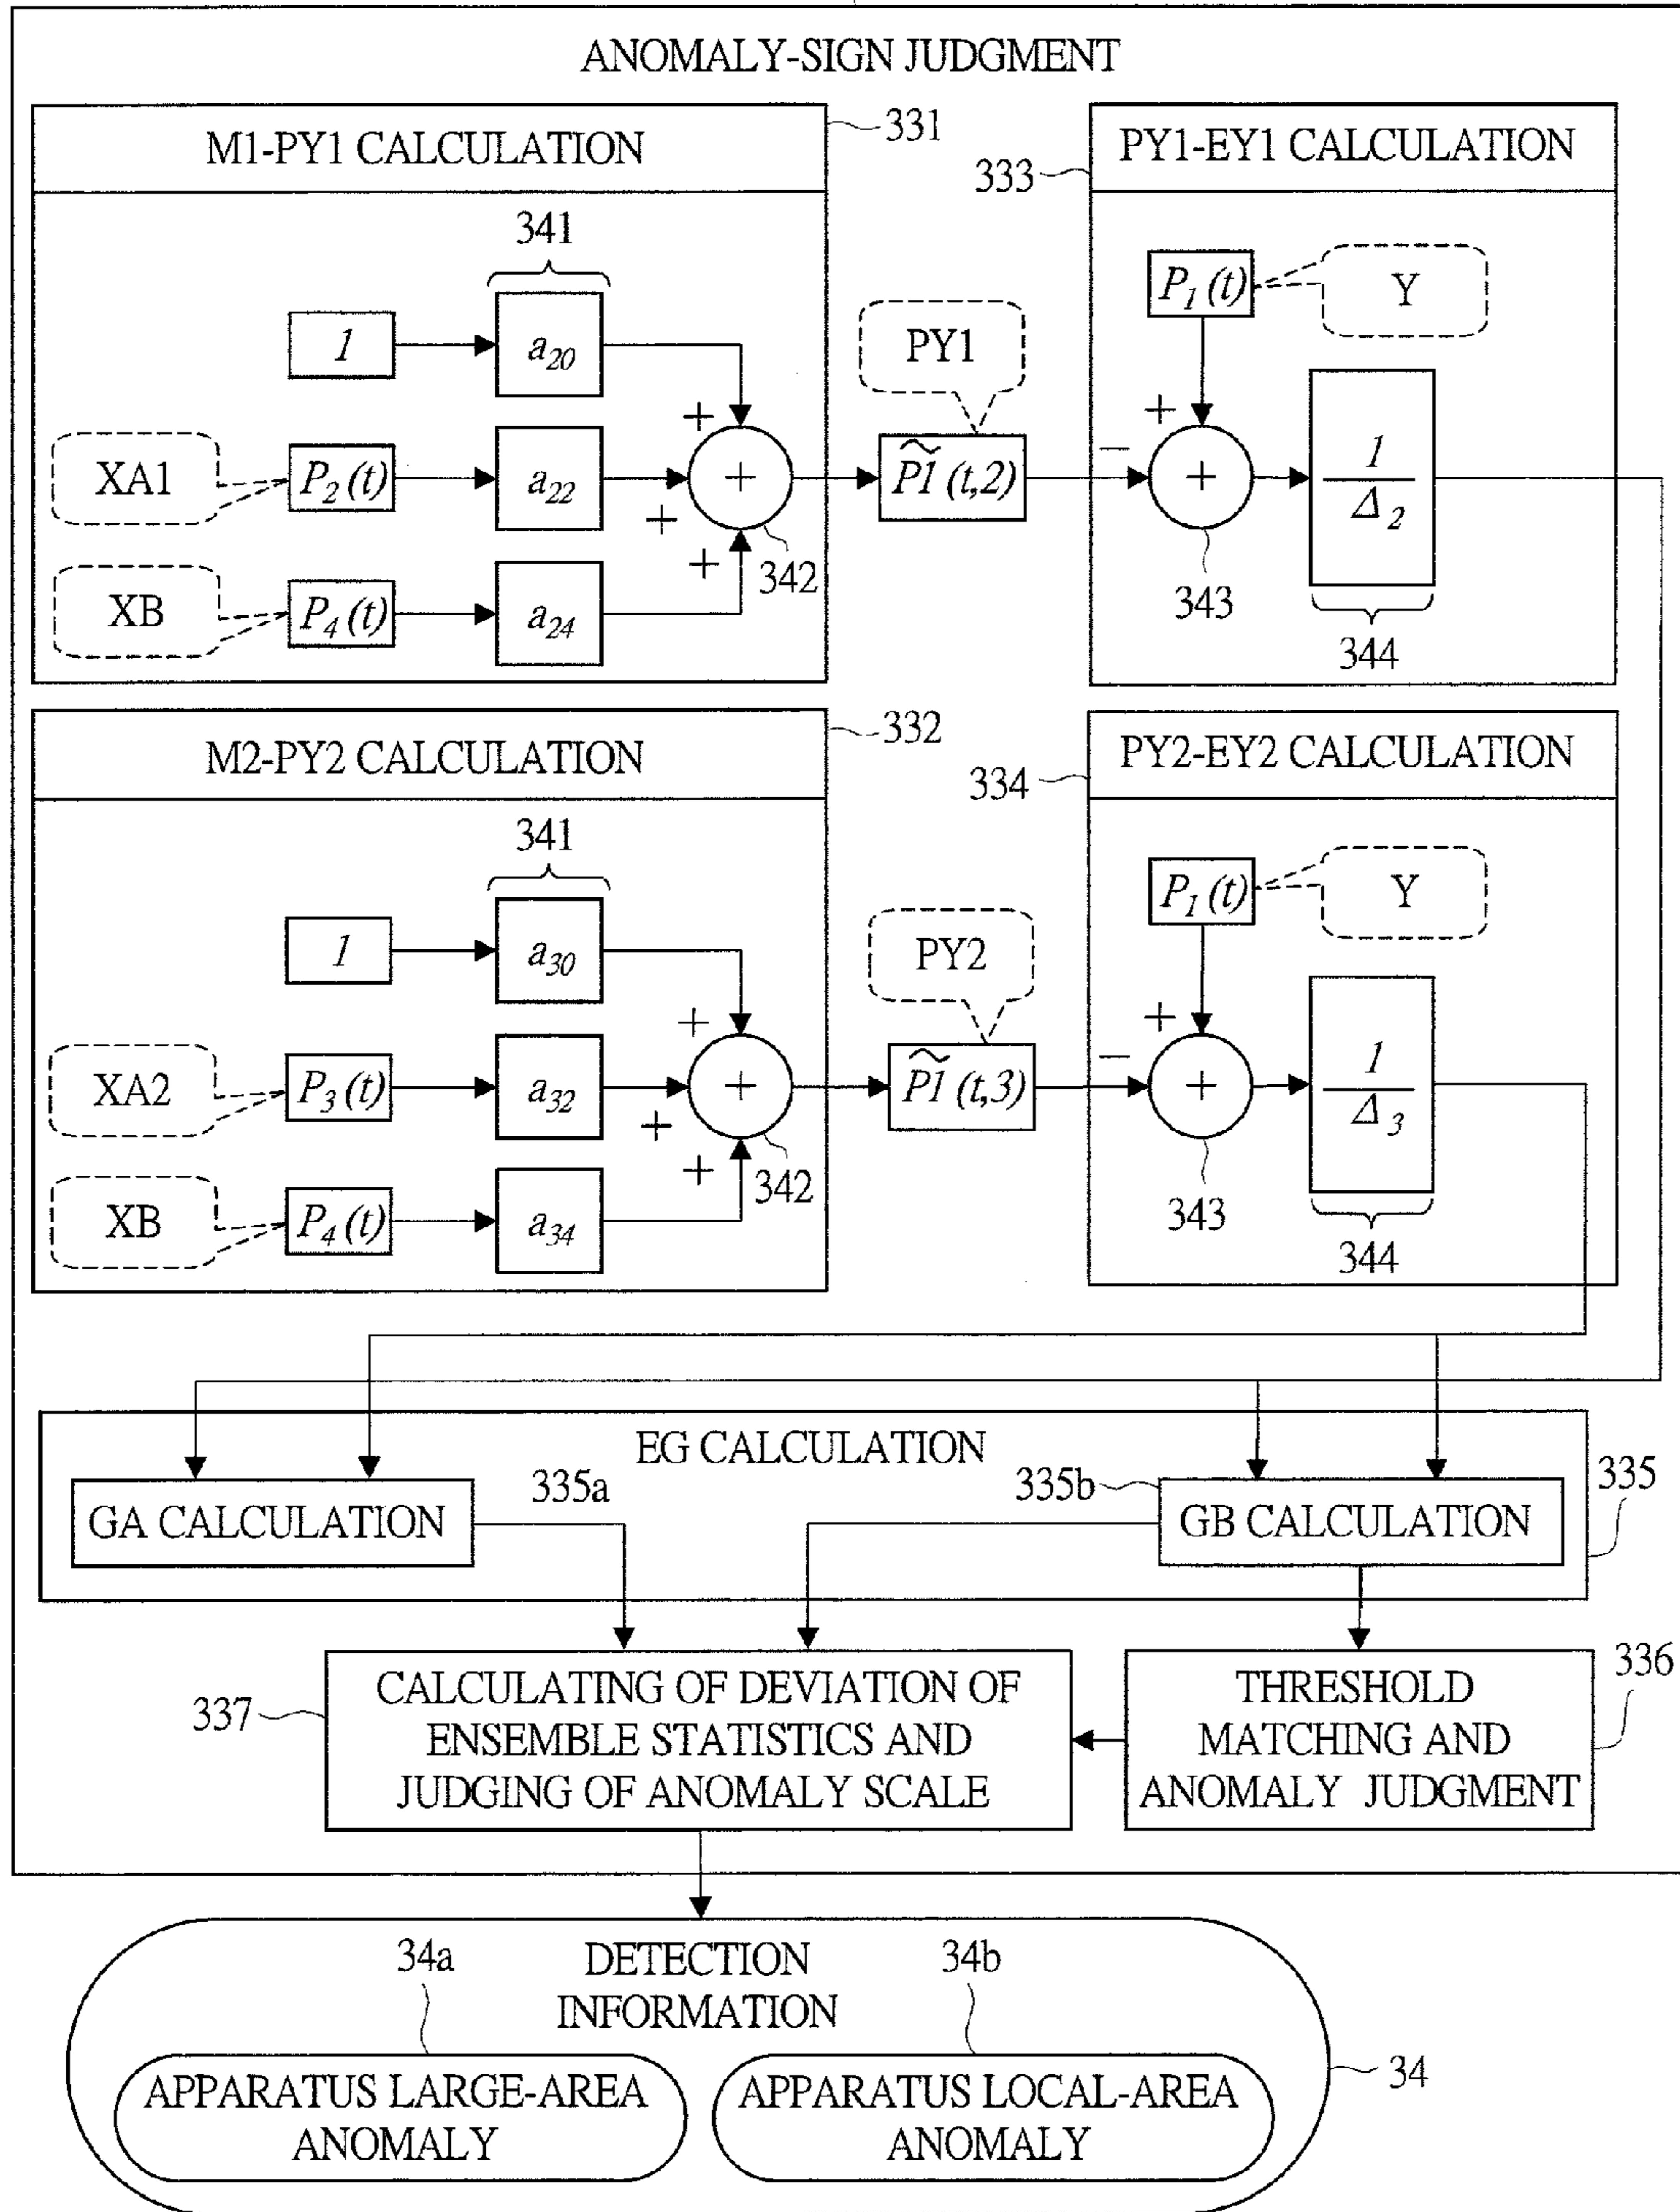 ANOMALY-SIGN JUDGMENT
M1-PY1 CALCULATION
331
341
1
a20
XA1
P2(t)
a22
XB
P4(t)
a24
+
+
+
+
342
PY1
P̃1(t,2)
PY1-EY1 CALCULATION
333
P1(t)
Y
+
−
+
343
1
Δ2
344
M2-PY2 CALCULATION
332
341
1
a30
XA2
P3(t)
a32
XB
P4(t)
a34
+
+
+
+
342
PY2
P̃1(t,3)
PY2-EY2 CALCULATION
334
P1(t)
Y
+
−
+
343
1
Δ3
344
EG CALCULATION
335
GA CALCULATION
335a
335b
GB CALCULATION
337
CALCULATING OF DEVIATION OF
ENSEMBLE STATISTICS AND
JUDGING OF ANOMALY SCALE
THRESHOLD
MATCHING AND
ANOMALY JUDGMENT
336
DETECTION
INFORMATION
34
34a
APPARATUS LARGE-AREA
ANOMALY
34b
APPARATUS LOCAL-AREA
ANOMALY